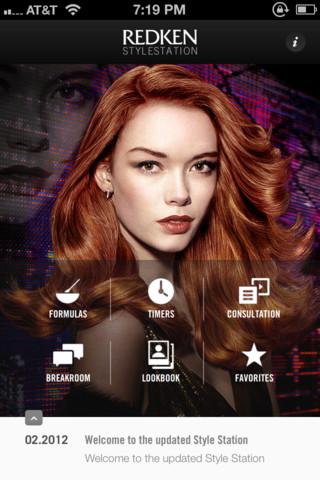 AT&T 7:19 PM
REDKEN
STYLESTATION
i
FORMULAS TIMERS CONSULTATION
BREAKROOM LOOKBOOK FAVORITES
02.2012 Welcome to the updated Style Station
Welcome to the updated Style Station